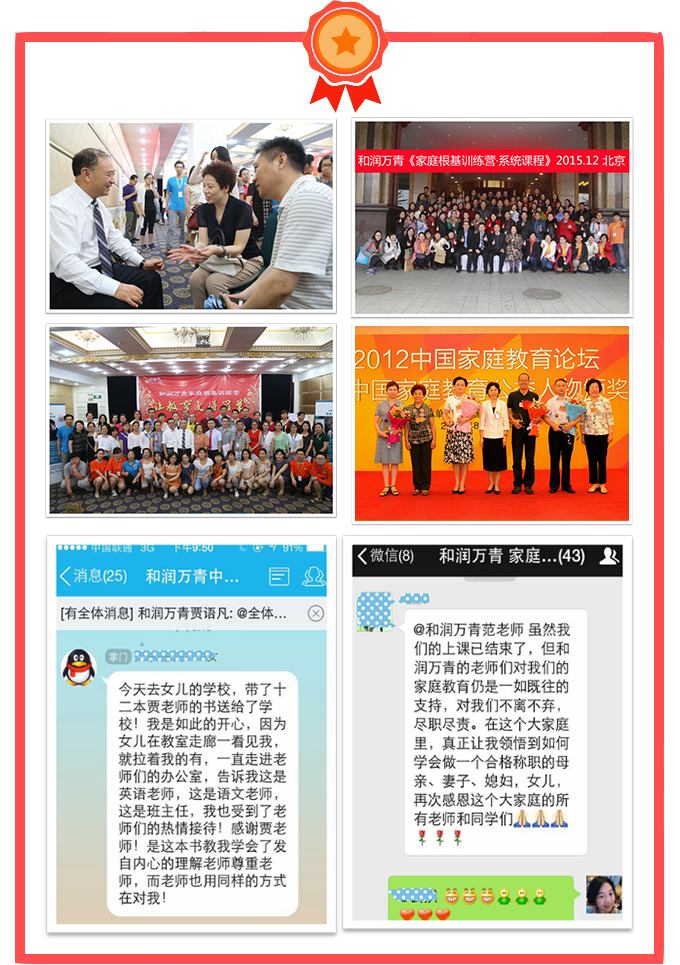 和润万青《家庭根基训练营·系统课程》2015.12 北京
和润万青家庭根基训练营
让教育
2012中国家庭教育论坛
中国家庭教育公益人物颁奖
中国联通 3G 下午9:50 91%
消息(25) 和润万青中...
[有全体消息] 和润万青贾语凡: @全体...
掌门
今天去女儿的学校，带了十
二本贾老师的书送给了学
校！我是如此的开心，因为
女儿在教室走廊一看见我，
就拉着我的有，一直走进老
师们的办公室，告诉我这是
英语老师，这是语文老师，
这是班主任，我也受到了老
师们的热情接待！感谢贾老
师！是这本书教我学会了发
自内心的理解老师尊重老
师，而老师也用同样的方式
在对我！
微信(8) 和润万青 家庭...(43)
@和润万青范老师 虽然我
们的上课已结束了，但和
润万青的老师们对我们的
家庭教育仍是一如既往的
支持，对我们不离不弃，
尽职尽责。在这个大家庭
里，真正让我领悟到如何
学会做一个合格称职的母
亲、妻子、媳妇，女儿，
再次感恩这个大家庭的所
有老师和同学们🙏🙏🙏
🌹🌹🌹